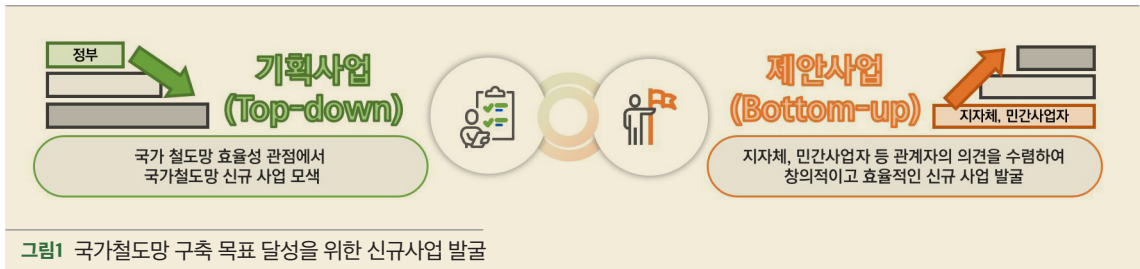 정부
기획사업
(Top-down)
국가 철도망 효율성 관점에서
국가철도망 신규 사업 모색
제안사업
(Bottom-up)
지자체, 민간사업자
지자체, 민간사업자 등 관계자의 의견을 수렴하여
창의적이고 효율적인 신규 사업 발굴
그림1 국가철도망 구축 목표 달성을 위한 신규사업 발굴